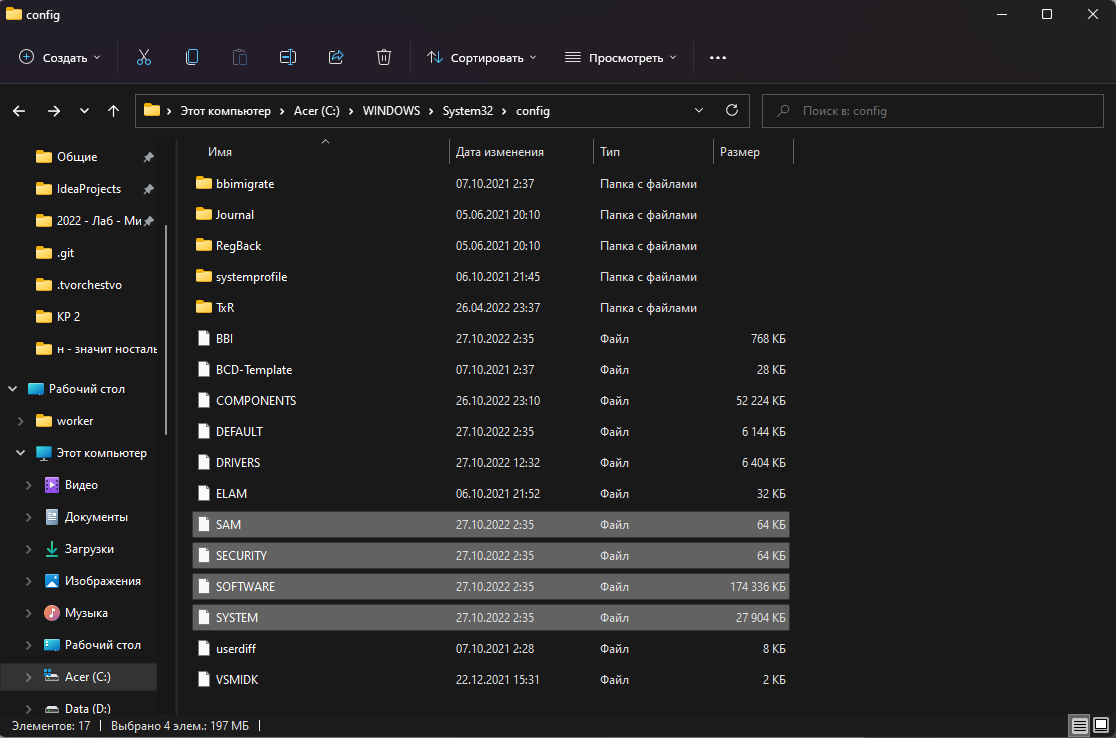 config
Создать
Сортировать
Просмотреть
Этот компьютер > Acer (C:) > WINDOWS > System32 > config
Поиск в: config
Общие
IdeaProjects
2022 - Лаб - Ми
.git
.tvorchestvo
КР 2
н - значит носталь
Рабочий стол
worker
Этот компьютер
Видео
Документы
Загрузки
Изображения
Музыка
Рабочий стол
Acer (C:)
Data (D:)
Имя Дата изменения Тип Размер
bbimigrate 07.10.2021 2:37 Папка с файлами
Journal 05.06.2021 20:10 Папка с файлами
RegBack 05.06.2021 20:10 Папка с файлами
systemprofile 06.10.2021 21:45 Папка с файлами
TxR 26.04.2022 23:37 Папка с файлами
BBI 27.10.2022 2:35 Файл 768 КБ
BCD-Template 07.10.2021 2:37 Файл 28 КБ
COMPONENTS 26.10.2022 23:10 Файл 52 224 КБ
DEFAULT 27.10.2022 2:35 Файл 6 144 КБ
DRIVERS 27.10.2022 12:32 Файл 6 404 КБ
ELAM 06.10.2021 21:52 Файл 32 КБ
SAM 27.10.2022 2:35 Файл 64 КБ
SECURITY 27.10.2022 2:35 Файл 64 КБ
SOFTWARE 27.10.2022 2:35 Файл 174 336 КБ
SYSTEM 27.10.2022 2:35 Файл 27 904 КБ
userdiff 07.10.2021 2:28 Файл 8 КБ
VSMIDK 22.12.2021 15:31 Файл 2 КБ
Элементов: 17 | Выбрано 4 элем.: 197 МБ |